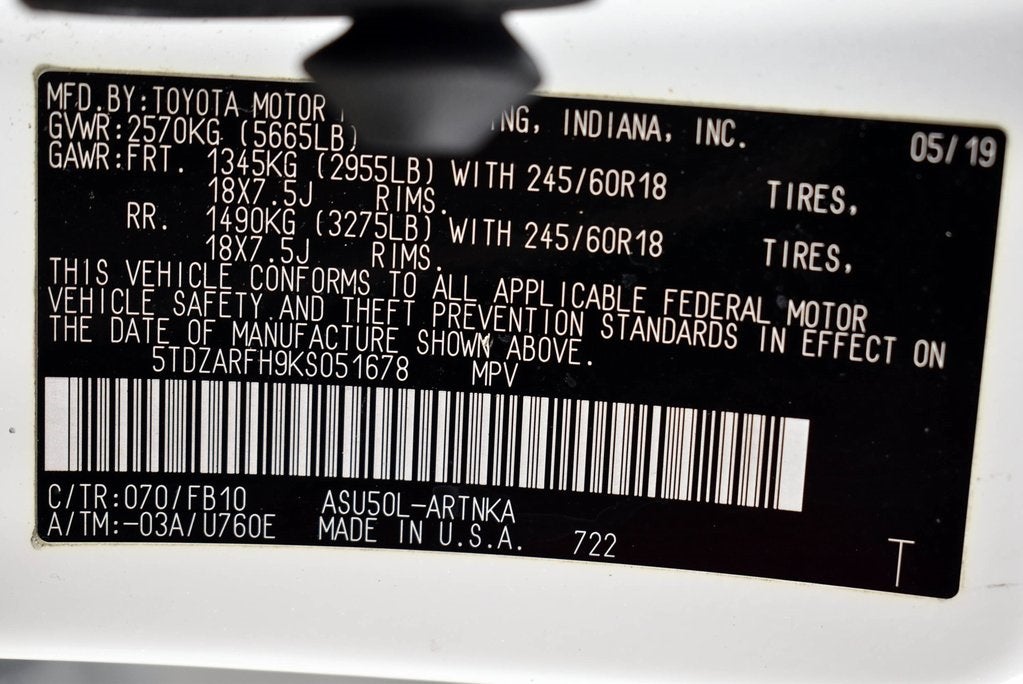 MFD.BY:TOYOTA MOTOR ING, INDIANA, INC. 05/19
GVWR:2570KG (5665LB)
GAWR:FRT. 1345KG (2955LB) WITH 245/60R18 TIRES,
18X7.5J RIMS.
RR. 1490KG (3275LB) WITH 245/60R18 TIRES,
18X7.5J RIMS.
THIS VEHICLE CONFORMS TO ALL APPLICABLE FEDERAL MOTOR
VEHICLE SAFETY AND THEFT PREVENTION STANDARDS IN EFFECT ON
THE DATE OF MANUFACTURE SHOWN ABOVE.
5TDZARFH9KS051678 MPV
C/TR:070/FB10 ASU50L-ARTNKA
A/TM:-03A/U760E MADE IN U.S.A. 722
T